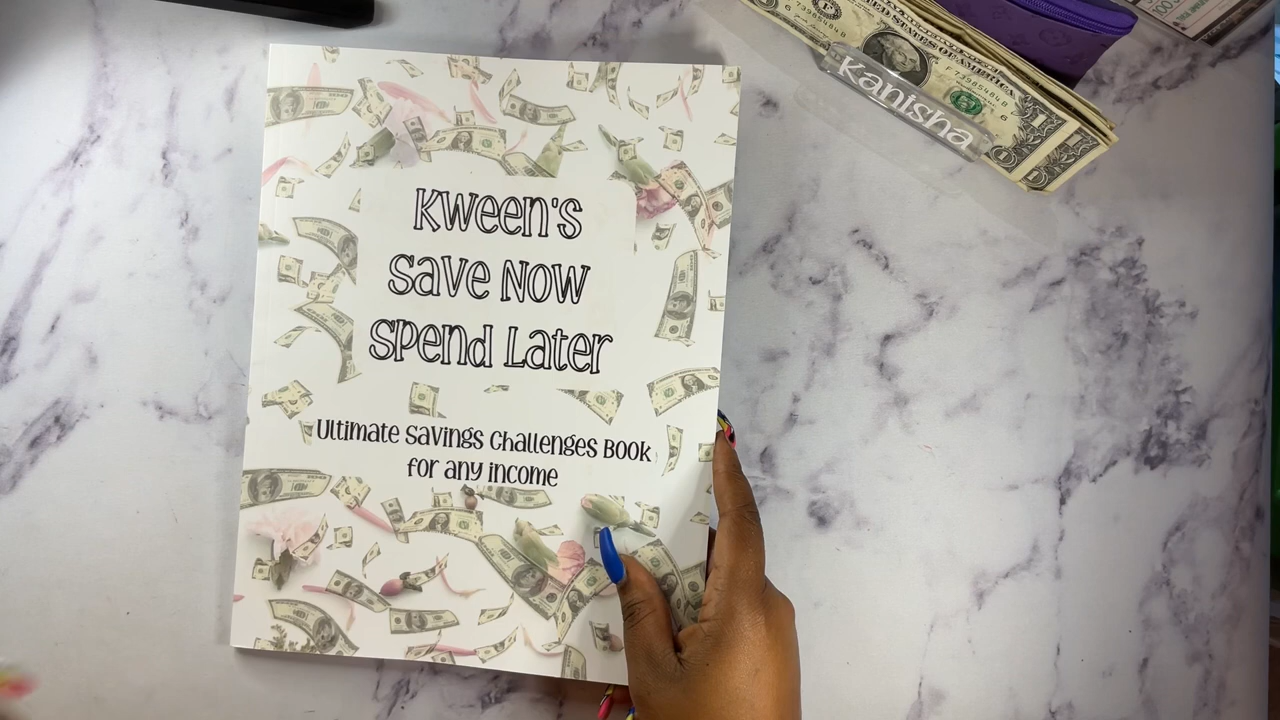 Kween's
Save Now
Spend Later
Ultimate Savings Challenges Book
for any income
Kanisha